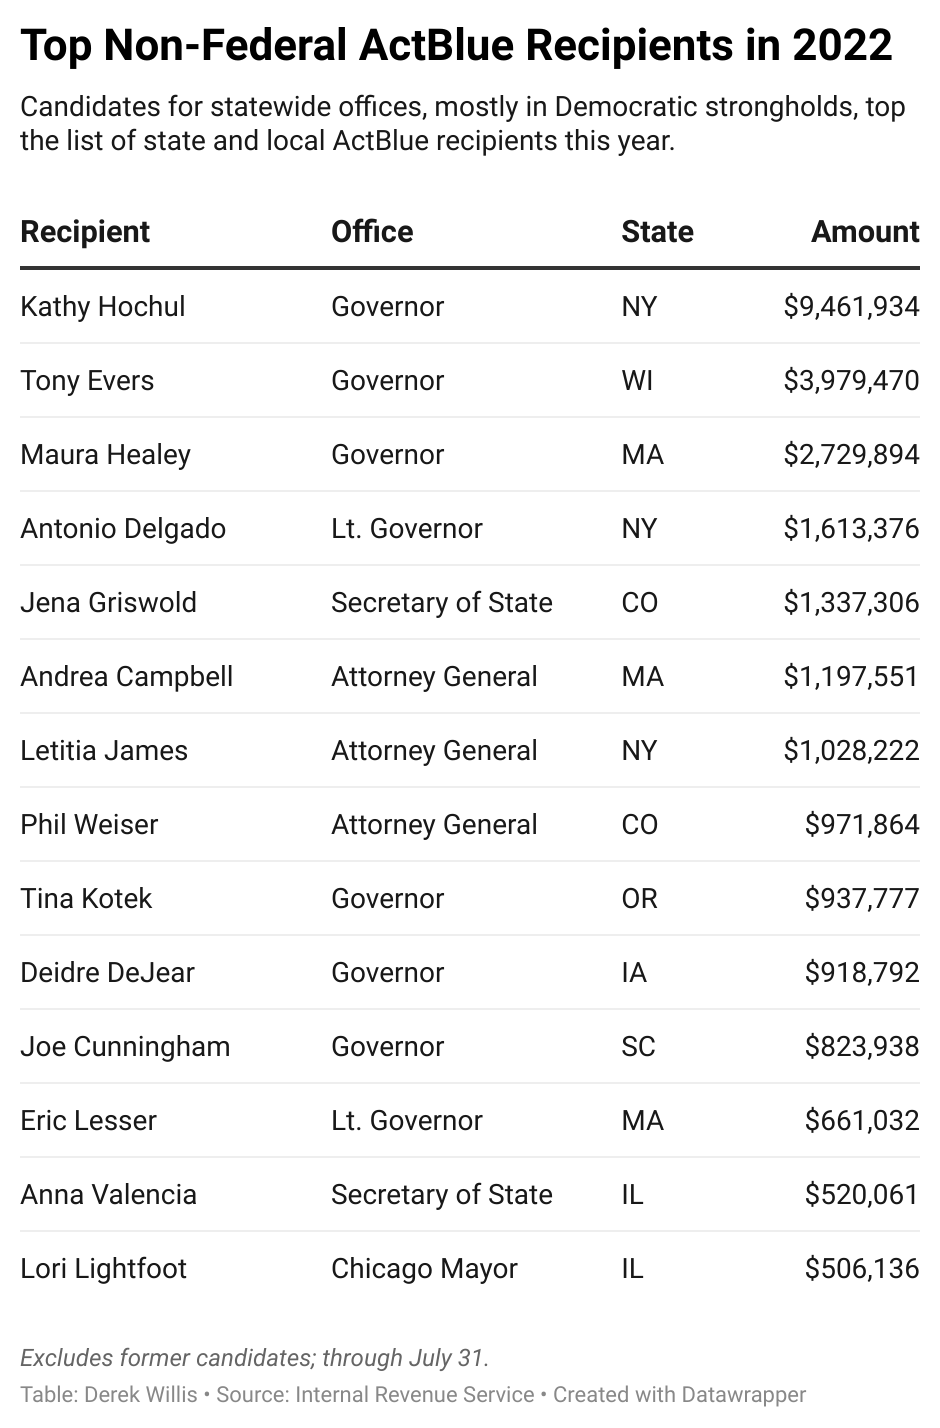 Top Non-Federal ActBlue Recipients in 2022
Candidates for statewide offices, mostly in Democratic strongholds, top
the list of state and local ActBlue recipients this year.
Recipient Office State Amount
Kathy Hochul Governor NY $9,461,934
Tony Evers Governor WI $3,979,470
Maura Healey Governor MA $2,729,894
Antonio Delgado Lt. Governor NY $1,613,376
Jena Griswold Secretary of State CO $1,337,306
Andrea Campbell Attorney General MA $1,197,551
Letitia James Attorney General NY $1,028,222
Phil Weiser Attorney General CO $971,864
Tina Kotek Governor OR $937,777
Deidre DeJear Governor IA $918,792
Joe Cunningham Governor SC $823,938
Eric Lesser Lt. Governor MA $661,032
Anna Valencia Secretary of State IL $520,061
Lori Lightfoot Chicago Mayor IL $506,136
Excludes former candidates; through July 31.
Table: Derek Willis • Source: Internal Revenue Service • Created with Datawrapper